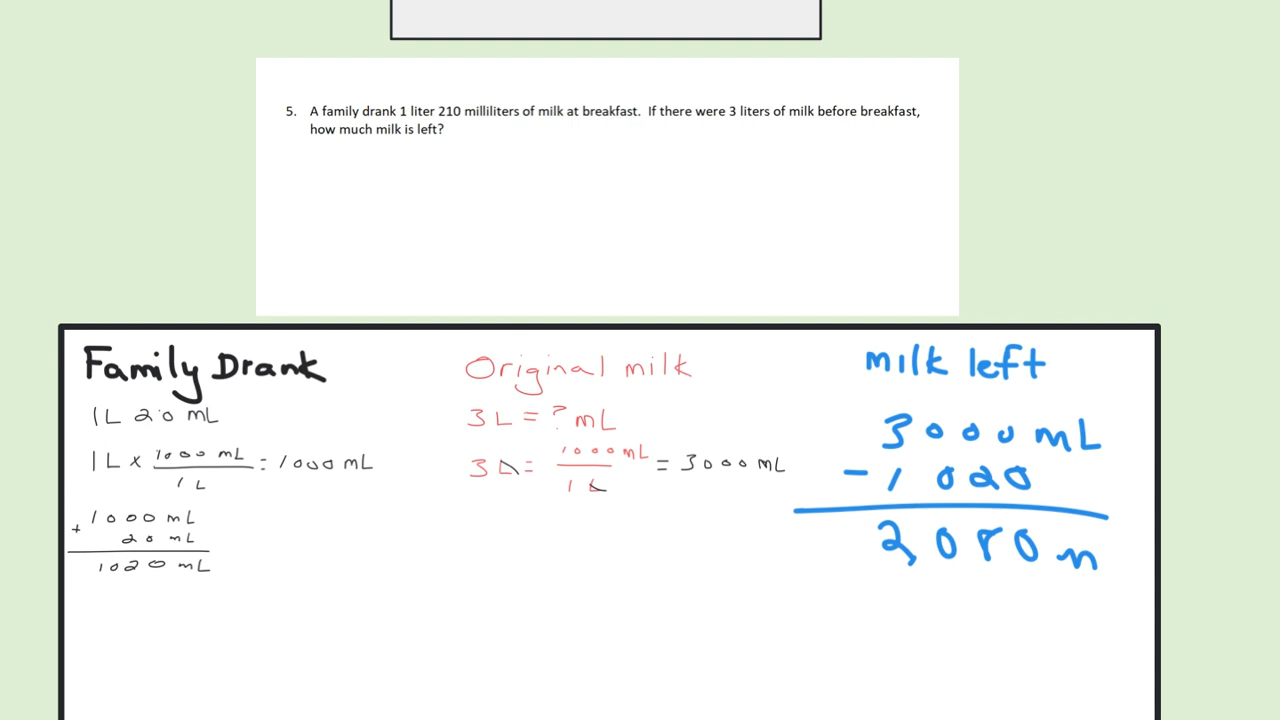 5. A family drank 1 liter 210 milliliters of milk at breakfast. If there were 3 liters of milk before breakfast,
how much milk is left?
Family Drank
1L 20 mL
1L x 1000 mL / 1 L = 1000 mL
1000 mL
+ 20 mL
1020 mL
Original milk
3L = ? mL
3L = 1000 mL / 1 L = 3000 mL
milk left
3000 mL
- 1020
2,080 m